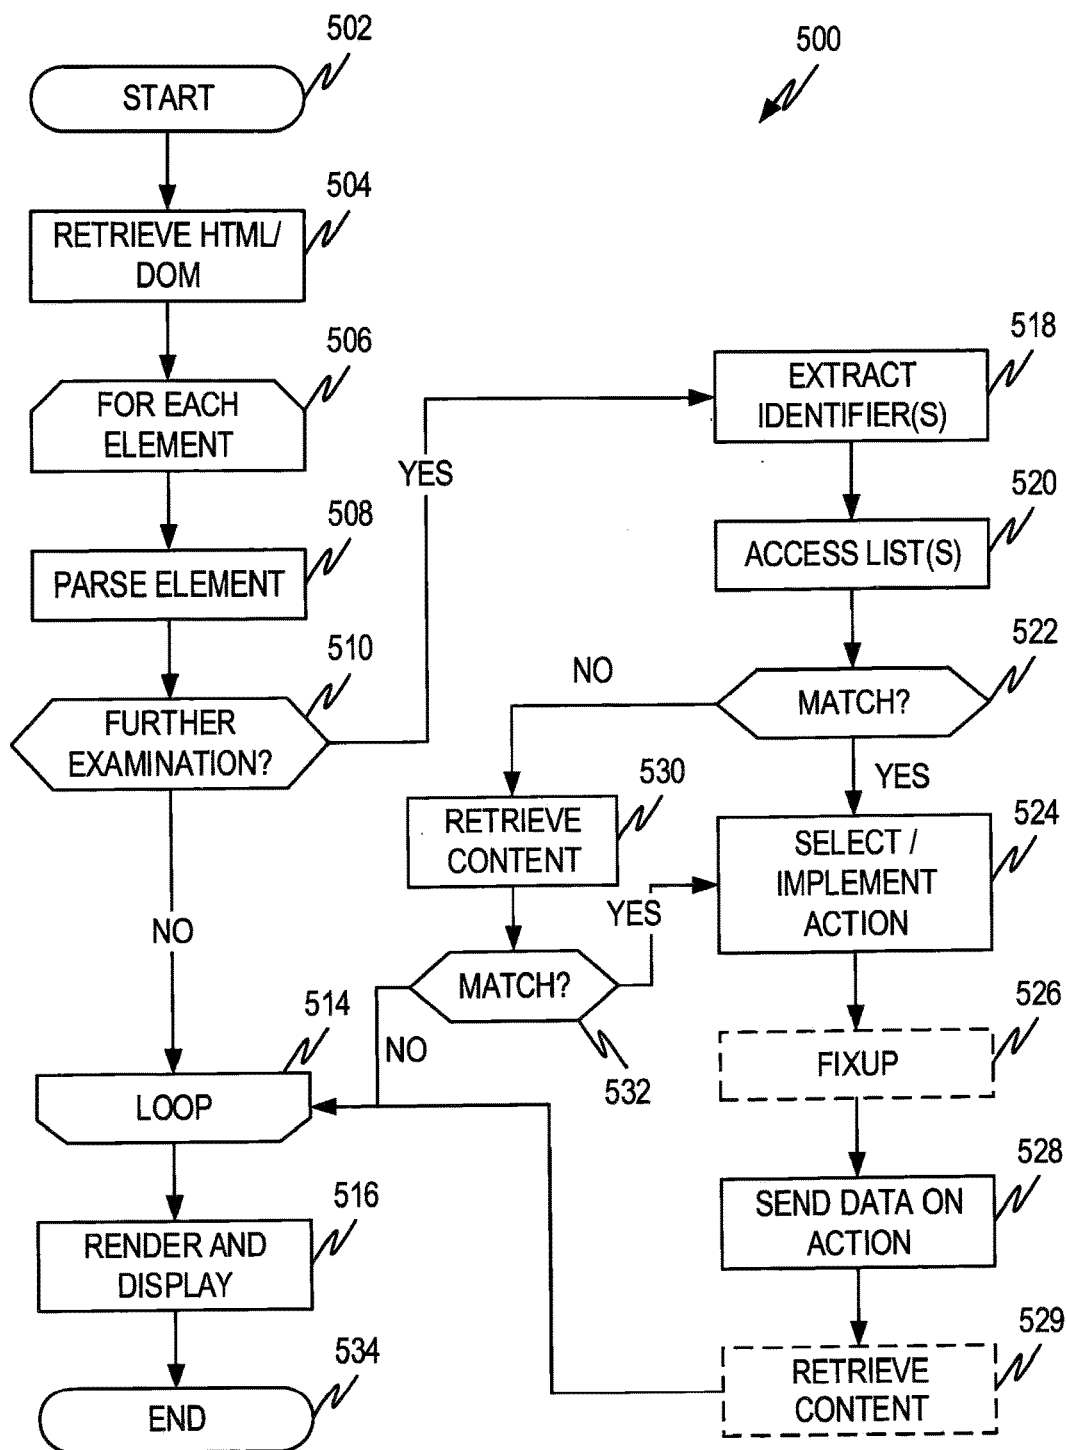 502
500
START
504
RETRIEVE HTML/
DOM
506
FOR EACH
ELEMENT
508
PARSE ELEMENT
510
FURTHER
EXAMINATION?
YES
NO
518
EXTRACT
IDENTIFIER(S)
520
ACCESS LIST(S)
522
MATCH?
NO
YES
530
RETRIEVE
CONTENT
524
SELECT /
IMPLEMENT
ACTION
YES
MATCH?
532
NO
526
FIXUP
514
LOOP
528
SEND DATA ON
ACTION
516
RENDER AND
DISPLAY
529
RETRIEVE
CONTENT
534
END